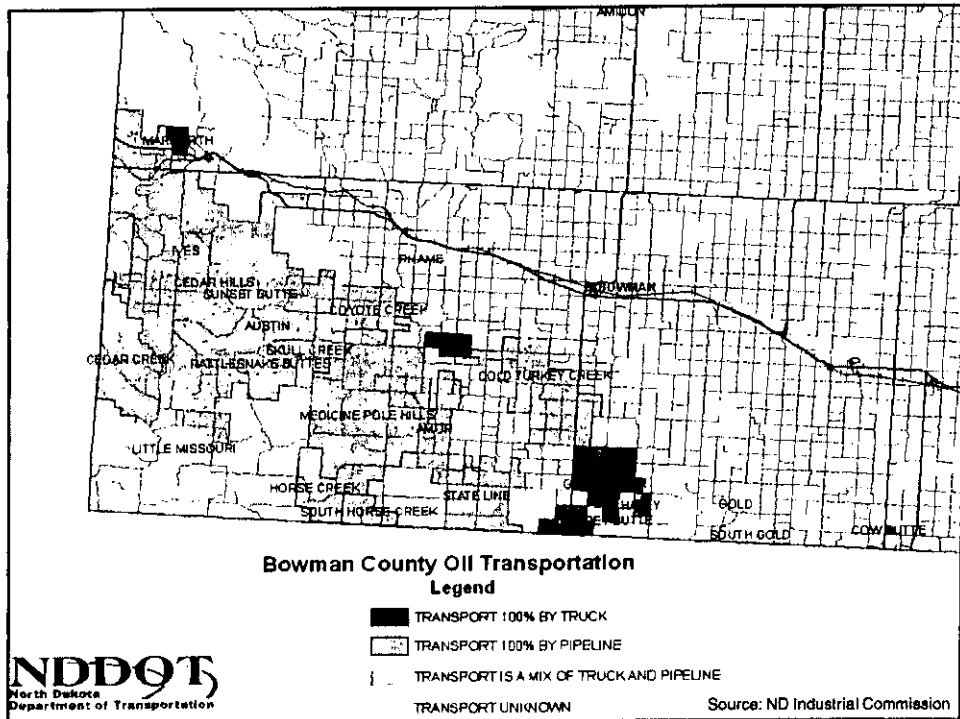 AMIDON
MARMARTH
IVES
RHAME
CEDAR HILLS
SUNSET BUTTE
BOWMAN
COYOTE CREEK
AUSTIN
SKULL CREEK
CEDAR CREEK
RATTLESNAKE BUTTES
COLD TURKEY CREEK
MEDICINE POLE HILLS
AMOR
LITTLE MISSOURI
HORSE CREEK
STATE LINE
SOUTH HORSE CREEK
GOLD
SOUTH GOLD
COW BUTTE
Bowman County Oil Transportation
Legend
TRANSPORT 100% BY TRUCK
TRANSPORT 100% BY PIPELINE
TRANSPORT IS A MIX OF TRUCK AND PIPELINE
TRANSPORT UNKNOWN
NDDOT
North Dakota
Department of Transportation
Source: ND Industrial Commission